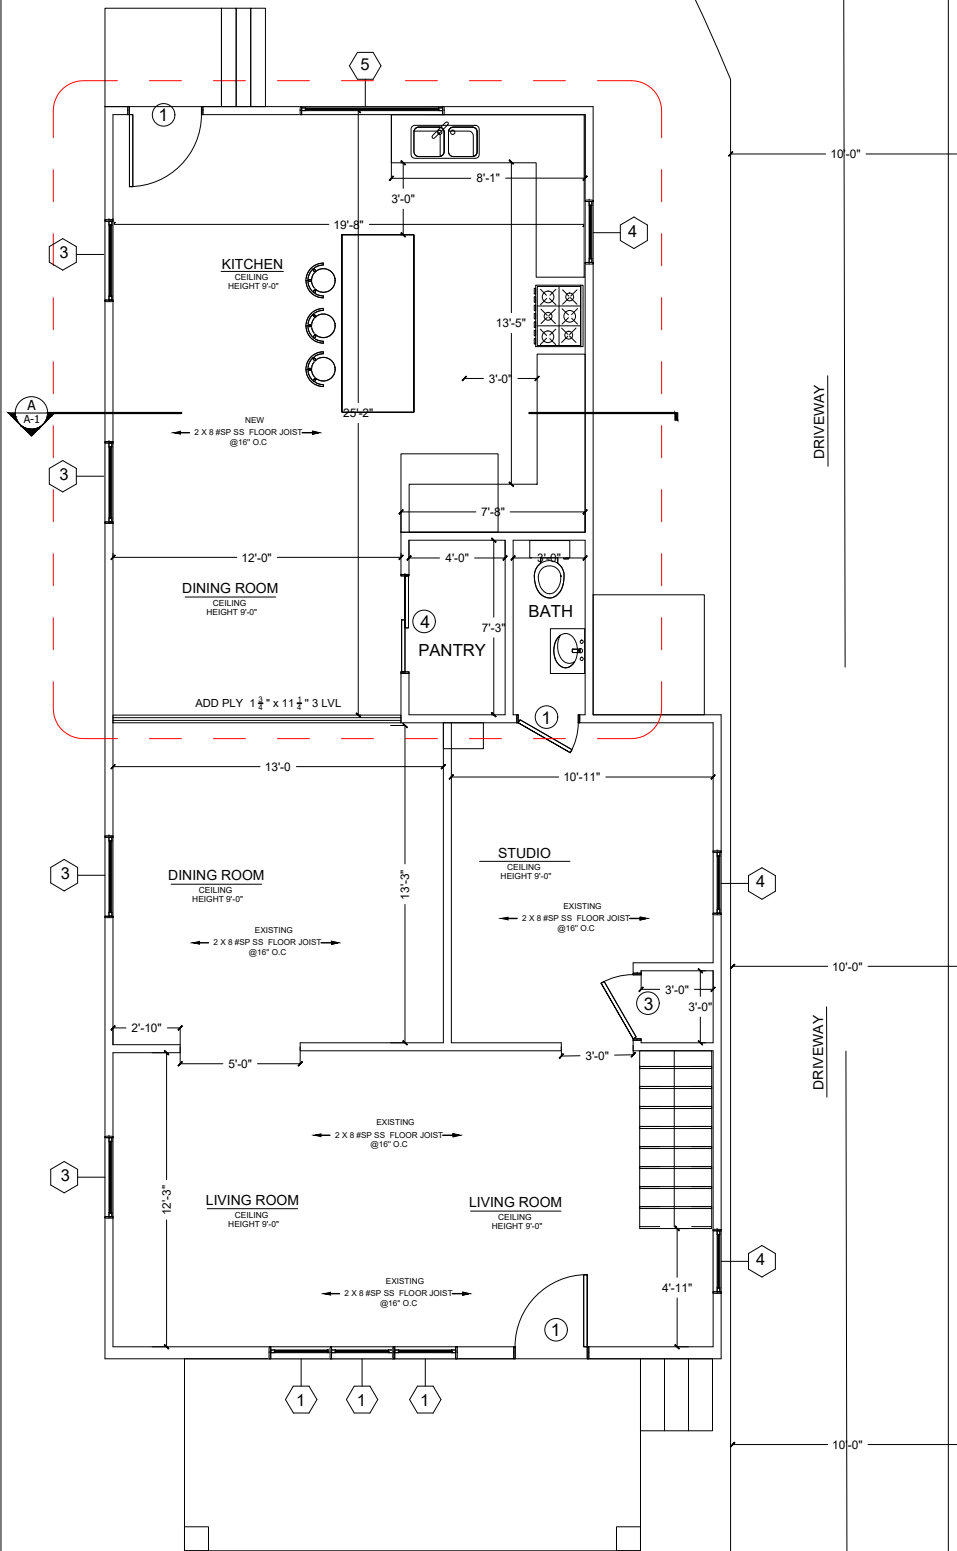 5
1
10'-0"
8'-1"
3'-0"
19'-8"
4
3
KITCHEN
CEILING
HEIGHT 9'-0"
13'-5"
3'-0"
A
A-1
25'-2"
NEW
2 X 8 #SP SS FLOOR JOIST
@16" O.C
DRIVEWAY
3
7'-8"
12'-0"
4'-0"
3'-0"
DINING ROOM
CEILING
HEIGHT 9'-0"
BATH
4
7'-3"
PANTRY
ADD PLY 1 3/4" x 11 1/4" 3 LVL
1
13'-0
10'-11"
3
DINING ROOM
CEILING
HEIGHT 9'-0"
13'-3"
STUDIO
CEILING
HEIGHT 9'-0"
4
EXISTING
2 X 8 #SP SS FLOOR JOIST
@16" O.C
EXISTING
2 X 8 #SP SS FLOOR JOIST
@16" O.C
10'-0"
3'-0"
3
3'-0"
2'-10"
5'-0"
3'-0"
DRIVEWAY
EXISTING
2 X 8 #SP SS FLOOR JOIST
@16" O.C
3
12'-3"
LIVING ROOM
CEILING
HEIGHT 9'-0"
LIVING ROOM
CEILING
HEIGHT 9'-0"
4
EXISTING
2 X 8 #SP SS FLOOR JOIST
@16" O.C
4'-11"
1
1
1
1
10'-0"